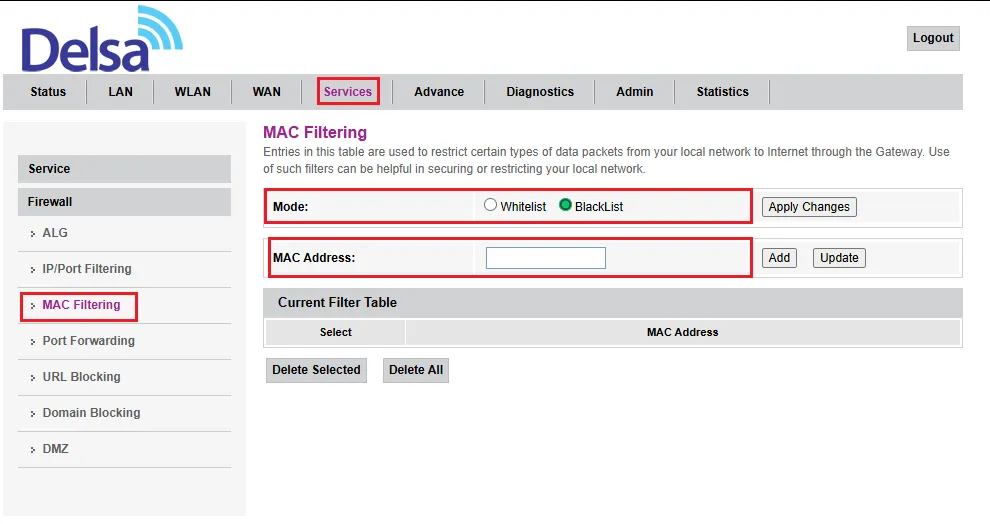 Delsa
Logout
Status LAN WLAN WAN Services Advance Diagnostics Admin Statistics
Service
Firewall
ALG
IP/Port Filtering
MAC Filtering
Port Forwarding
URL Blocking
Domain Blocking
DMZ
MAC Filtering
Entries in this table are used to restrict certain types of data packets from your local network to Internet through the Gateway. Use
of such filters can be helpful in securing or restricting your local network.
Mode: Whitelist BlackList Apply Changes
MAC Address: Add Update
Current Filter Table
Select MAC Address
Delete Selected Delete All